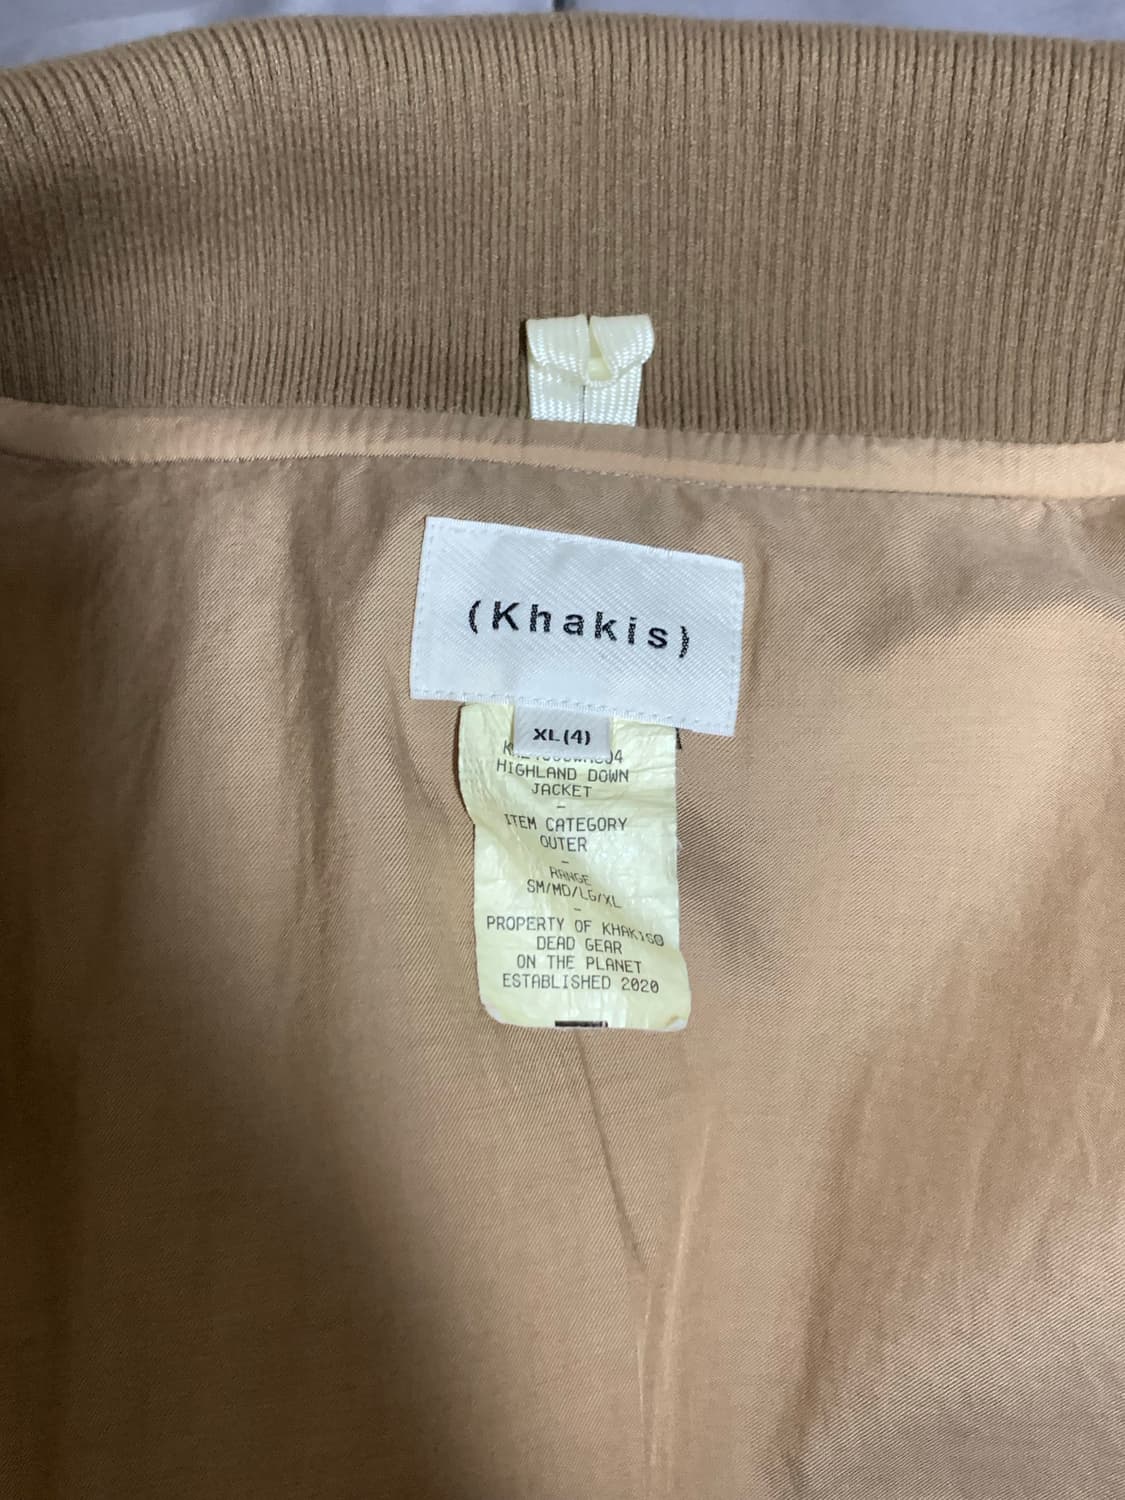 (Khakis)
XL(4)
HIGHLAND DOWN
JACKET
-
ITEM CATEGORY
OUTER
-
RANGE
SM/MD/LG/XL
-
PROPERTY OF KHAKIS®
DEAD GEAR
ON THE PLANET
ESTABLISHED 2020